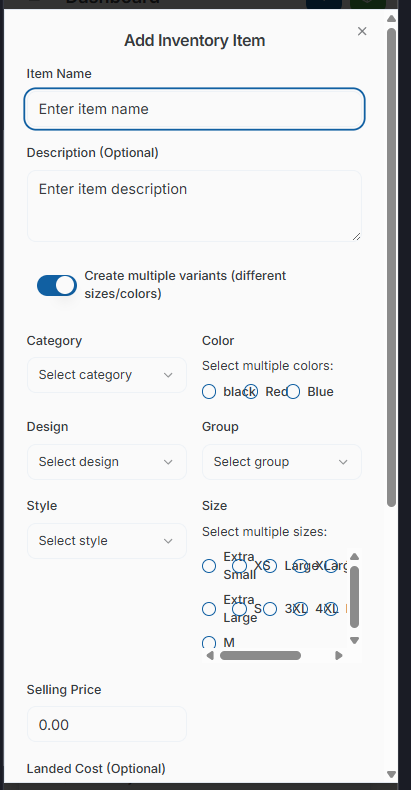 Dashboard
Add Inventory Item
Item Name
Enter item name
Description (Optional)
Enter item description
Create multiple variants (different
sizes/colors)
Category
Color
Select category
Select multiple colors:
black Red Blue
Design
Group
Select design
Select group
Style
Size
Select style
Select multiple sizes:
Extra
Small
XS Large XLarg
Extra
Large
S 3XL 4XL
M
Selling Price
0.00
Landed Cost (Optional)